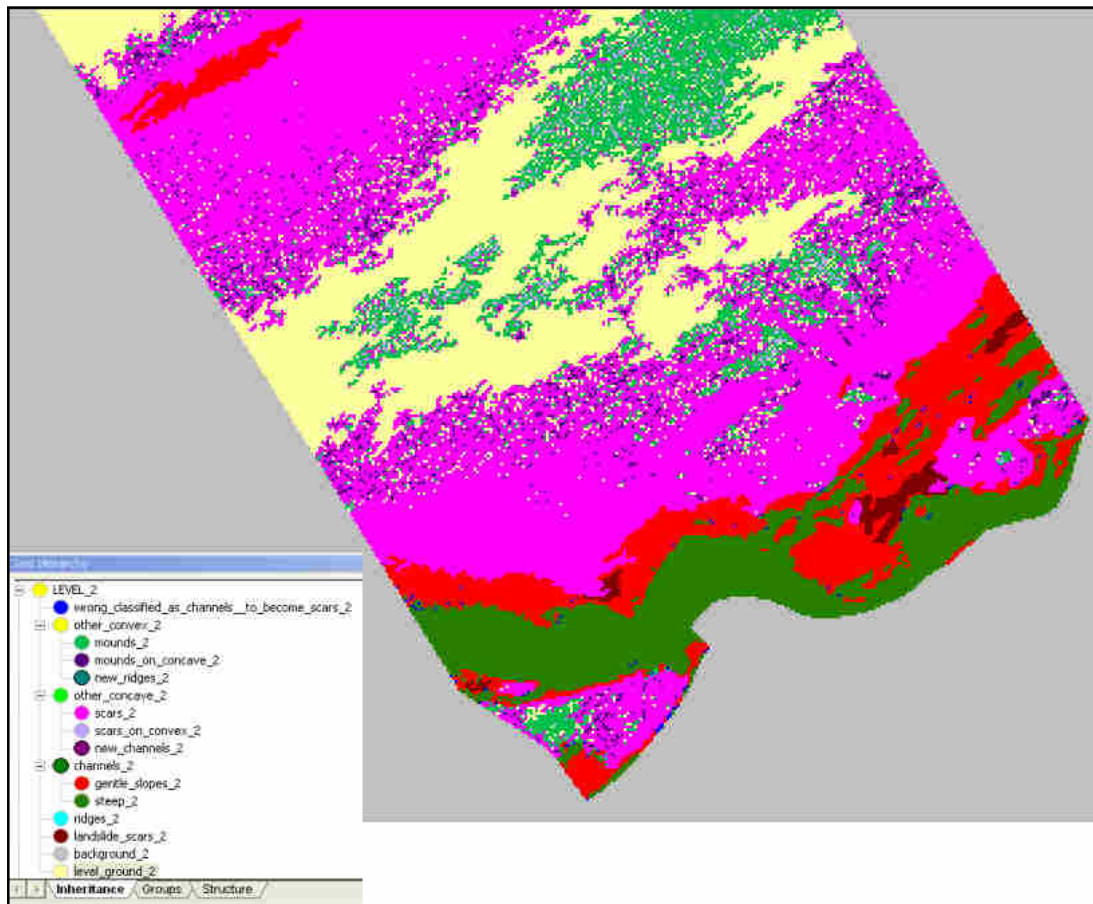 LEVEL_2
wrong_classified_as_channels__to_become_scars_2
other_convex_2
mounds_2
mounds_on_concave_2
new_ridges_2
other_concave_2
scars_2
scars_on_convex_2
new_channels_2
channels_2
gentle_slopes_2
steep_2
ridges_2
landslide_scars_2
background_2
level_ground_2
Inheritance Groups Structure